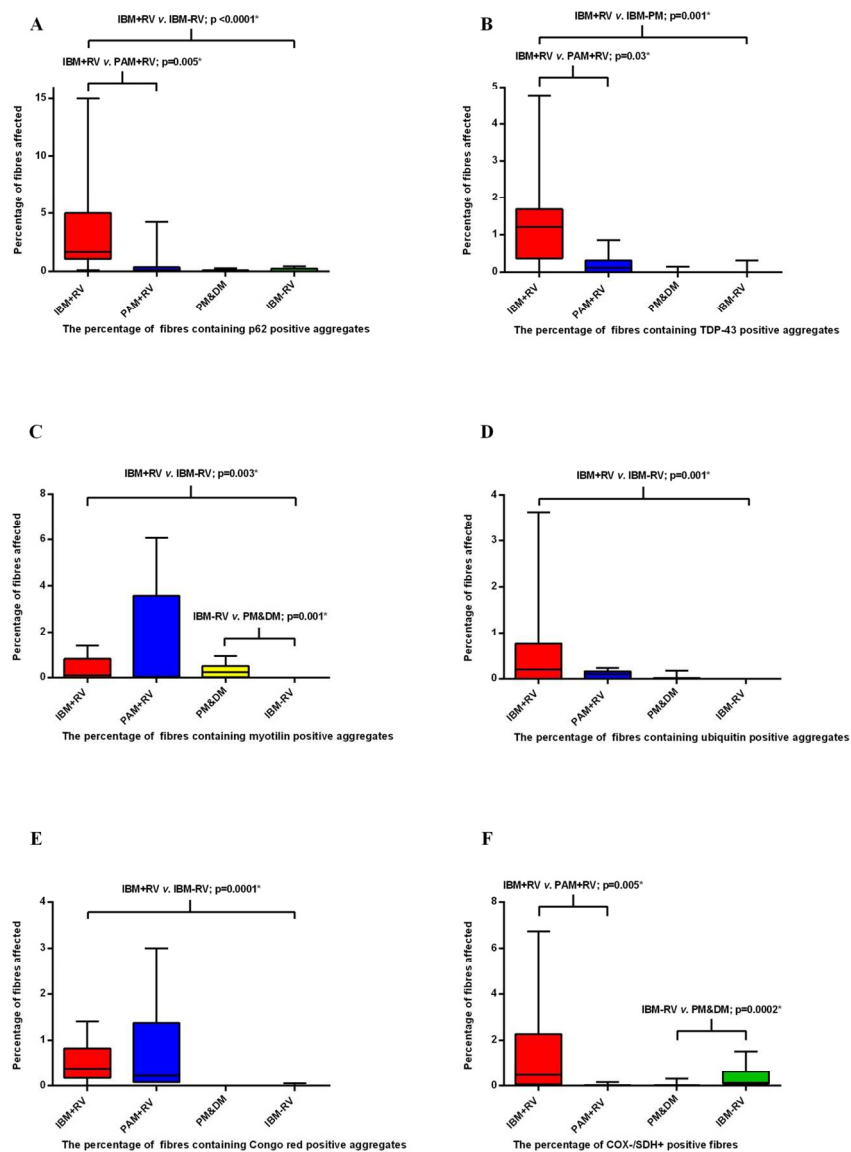 A
IBM+RV v. IBM-RV; p <0.0001*
IBM+RV v. PAM+RV; p=0.005*
Percentage of fibres affected
15
10
5
0
IBM+RV
PAM+RV
PM&DM
IBM-RV
The percentage of fibres containing p62 positive aggregates
B
IBM+RV v. IBM-PM; p=0.001*
IBM+RV v. PAM+RV; p=0.03*
Percentage of fibres affected
5
4
3
2
1
0
IBM+RV
PAM+RV
PM&DM
IBM-RV
The percentage of fibres containing TDP-43 positive aggregates
C
IBM+RV v. IBM-RV; p=0.003*
IBM-RV v. PM&DM; p=0.001*
Percentage of fibres affected
8
6
4
2
0
IBM+RV
PAM+RV
PM&DM
IBM-RV
The percentage of fibres containing myotilin positive aggregates
D
IBM+RV v. IBM-RV; p=0.001*
Percentage of fibres affected
4
3
2
1
0
IBM+RV
PAM+RV
PM&DM
IBM-RV
The percentage of fibres containing ubiquitin positive aggregates
E
IBM+RV v. IBM-RV; p=0.0001*
Percentage of fibres affected
4
3
2
1
0
IBM+RV
PAM+RV
PM&DM
IBM-RV
The percentage of fibres containing Congo red positive aggregates
F
IBM+RV v. PAM+RV; p=0.005*
IBM-RV v. PM&DM; p=0.0002*
Percentage of fibres affected
8
6
4
2
0
IBM+RV
PAM+RV
PM&DM
IBM-RV
The percentage of COX-/SDH+ positive fibres